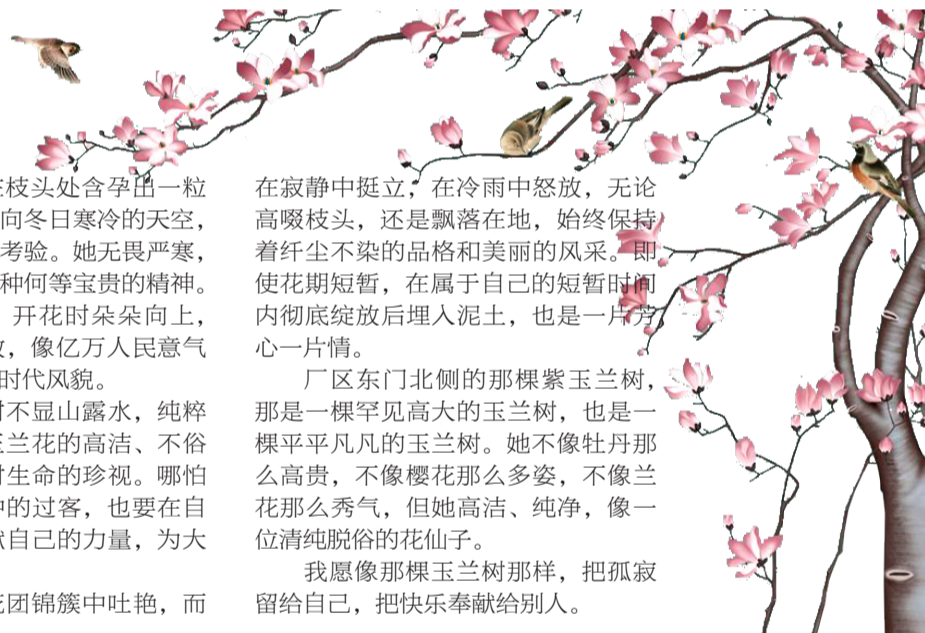 在枝头处含孕出一粒
向冬日寒冷的天空，
考验。她无畏严寒，
种何等宝贵的精神。
开花时朵朵向上，
，像亿万人民意气
时代风貌。
不显山露水，纯粹
玉兰花的高洁、不俗
对生命的珍视。哪怕
中的过客，也要在自
献自己的力量，为大
花团锦簇中吐艳，而
在寂静中挺立，在冷雨中怒放，无论
高啜枝头，还是飘落在地，始终保持
着纤尘不染的品格和美丽的风采。即
使花期短暂，在属于自己的短暂时间
内彻底绽放后埋入泥土，也是一片芳
心一片情。
厂区东门北侧的那棵紫玉兰树，
那是一棵罕见高大的玉兰树，也是一
棵平平凡凡的玉兰树。她不像牡丹那
么高贵，不像樱花那么多姿，不像兰
花那么秀气，但她高洁、纯净，像一
位清纯脱俗的花仙子。
我愿像那棵玉兰树那样，把孤寂
留给自己，把快乐奉献给别人。